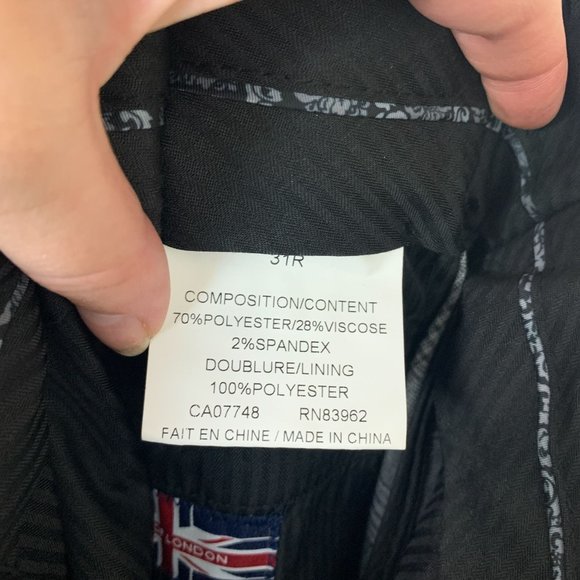 31R
COMPOSITION/CONTENT
70%POLYESTER/28%VISCOSE
2%SPANDEX
DOUBLURE/LINING
100%POLYESTER
CA07748 RN83962
FAIT EN CHINE / MADE IN CHINA
LONDON